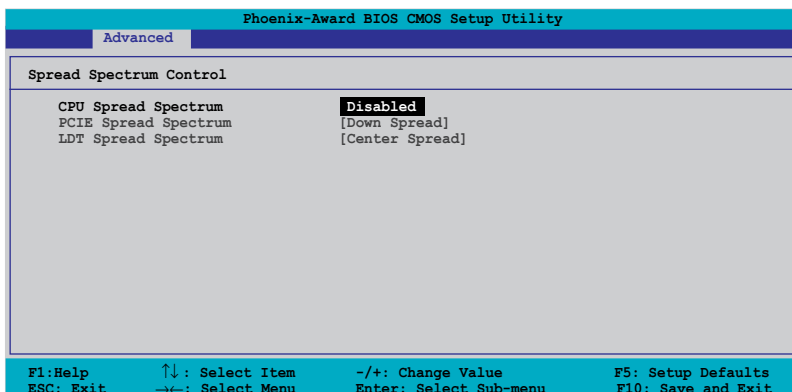 Phoenix-Award BIOS CMOS Setup Utility
Advanced
Spread Spectrum Control
CPU Spread Spectrum Disabled
PCIE Spread Spectrum [Down Spread]
LDT Spread Spectrum [Center Spread]
F1:Help ↑↓ : Select Item -/+: Change Value F5: Setup Defaults
ESC: Exit →←: Select Menu Enter: Select Sub-menu F10: Save and Exit